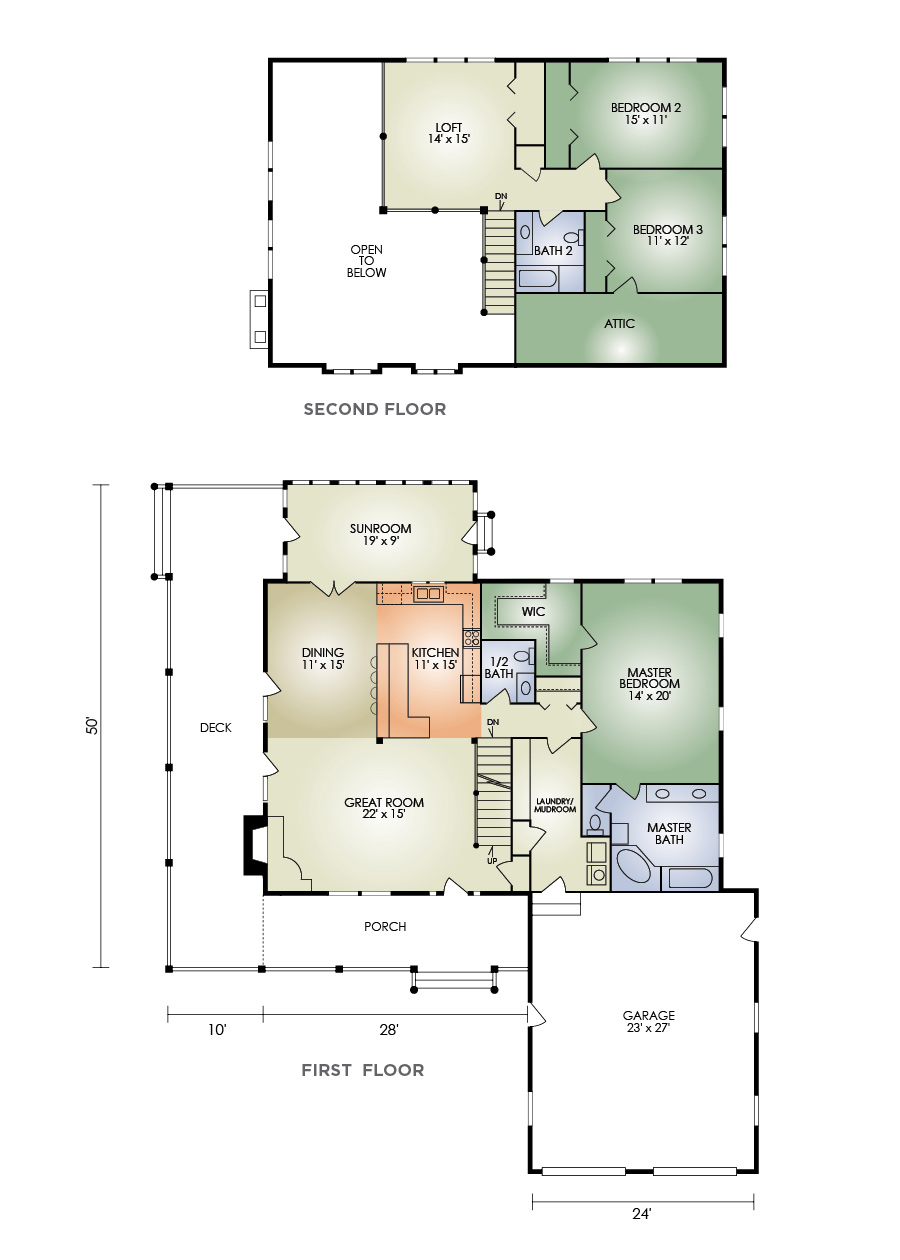 LOFT
14' x 15'
BEDROOM 2
15' x 11'
DN
BEDROOM 3
11' x 12'
BATH 2
OPEN
TO
BELOW
ATTIC
SECOND FLOOR
SUNROOM
19' x 9'
WIC
DINING
11' x 15'
KITCHEN
11' x 15'
1/2
BATH
MASTER
BEDROOM
14' x 20'
50'
DECK
DN
GREAT ROOM
22' x 15'
LAUNDRY/
MUDROOM
MASTER
BATH
UP
PORCH
10'
28'
GARAGE
23' x 27'
FIRST FLOOR
24'